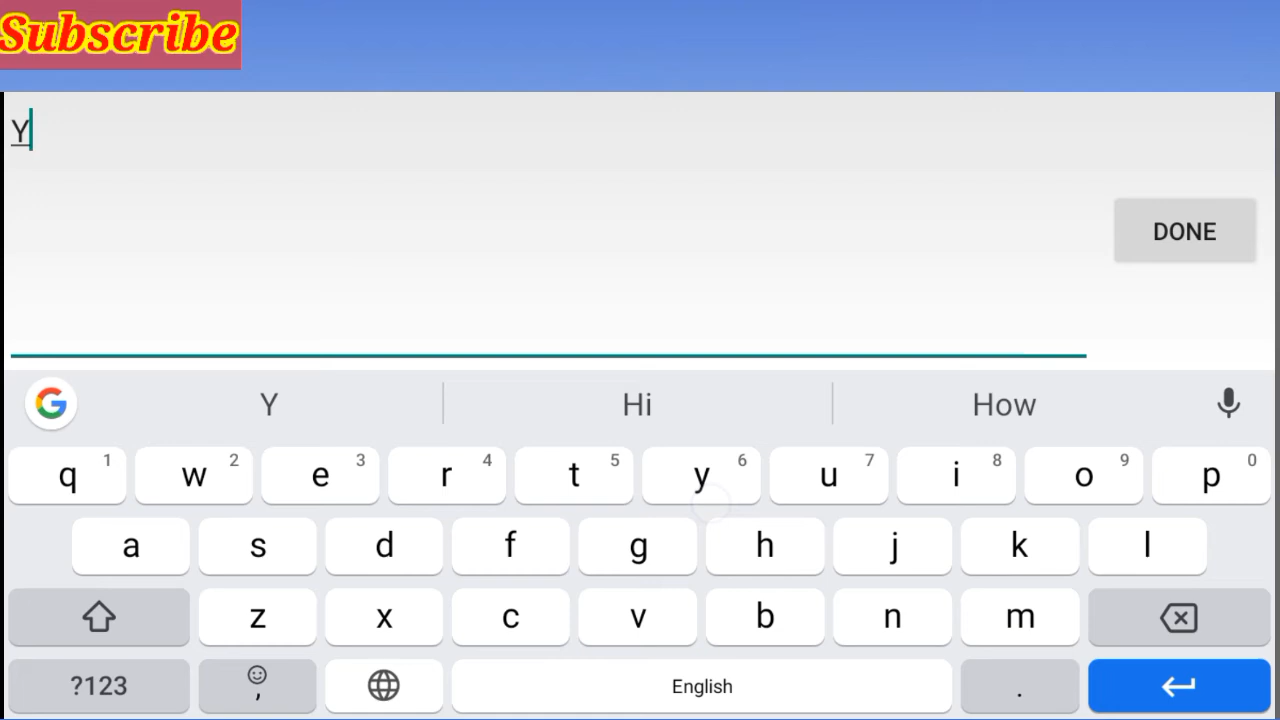 Subscribe
Y
DONE
Y Hi How
q 1 w 2 e 3 r 4 t 5 y 6 u 7 i 8 o 9 p 0
a s d f g h j k l
z x c v b n m
?123 , English .